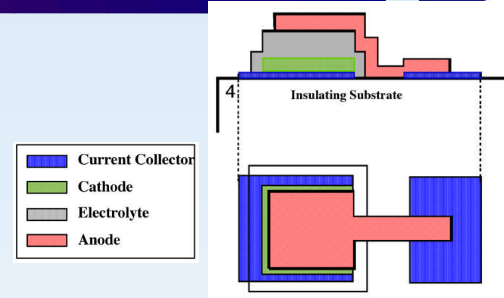 4
Insulating Substrate
Current Collector
Cathode
Electrolyte
Anode